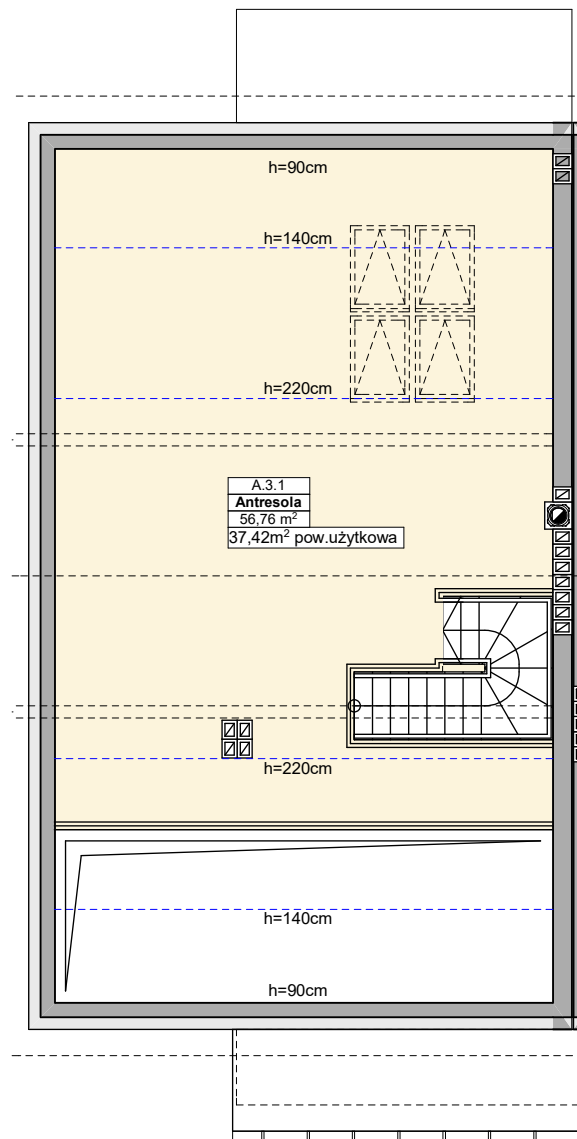 h=90cm
h=140cm
h=220cm
A.3.1
Antresola
56,76 m²
37,42m² pow.użytkowa
h=220cm
h=140cm
h=90cm